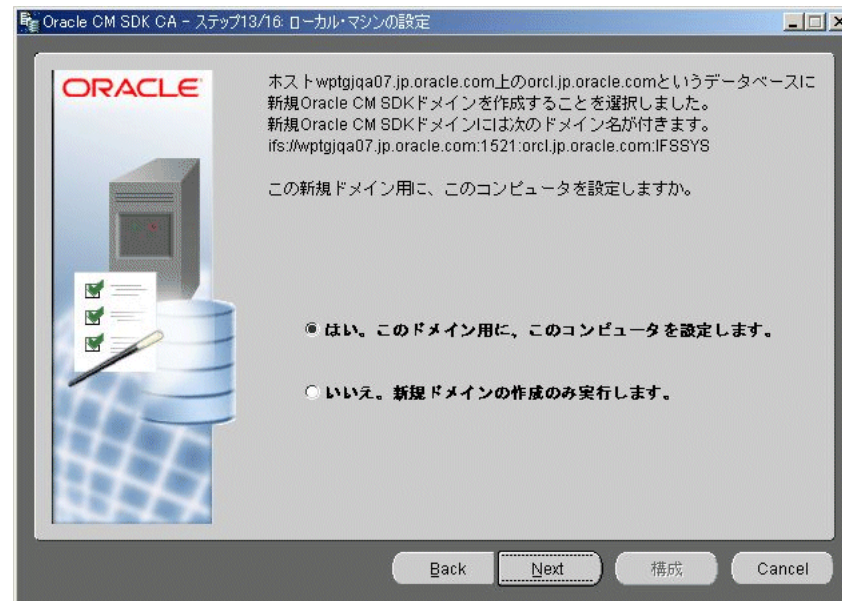 Oracle CM SDK CA - ステップ13/16: ローカル・マシンの設定
ORACLE
ホストwptgjqa07.jp.oracle.com上のorcl.jp.oracle.comというデータベースに
新規Oracle CM SDKドメインを作成することを選択しました。
新規Oracle CM SDKドメインには次のドメイン名が付きます。
ifs://wptgjqa07.jp.oracle.com:1521:orcl.jp.oracle.com:IFSSYS
この新規ドメイン用に、このコンピュータを設定しますか。
はい。このドメイン用に、このコンピュータを設定します。
いいえ。新規ドメインの作成のみ実行します。
Back Next 構成 Cancel